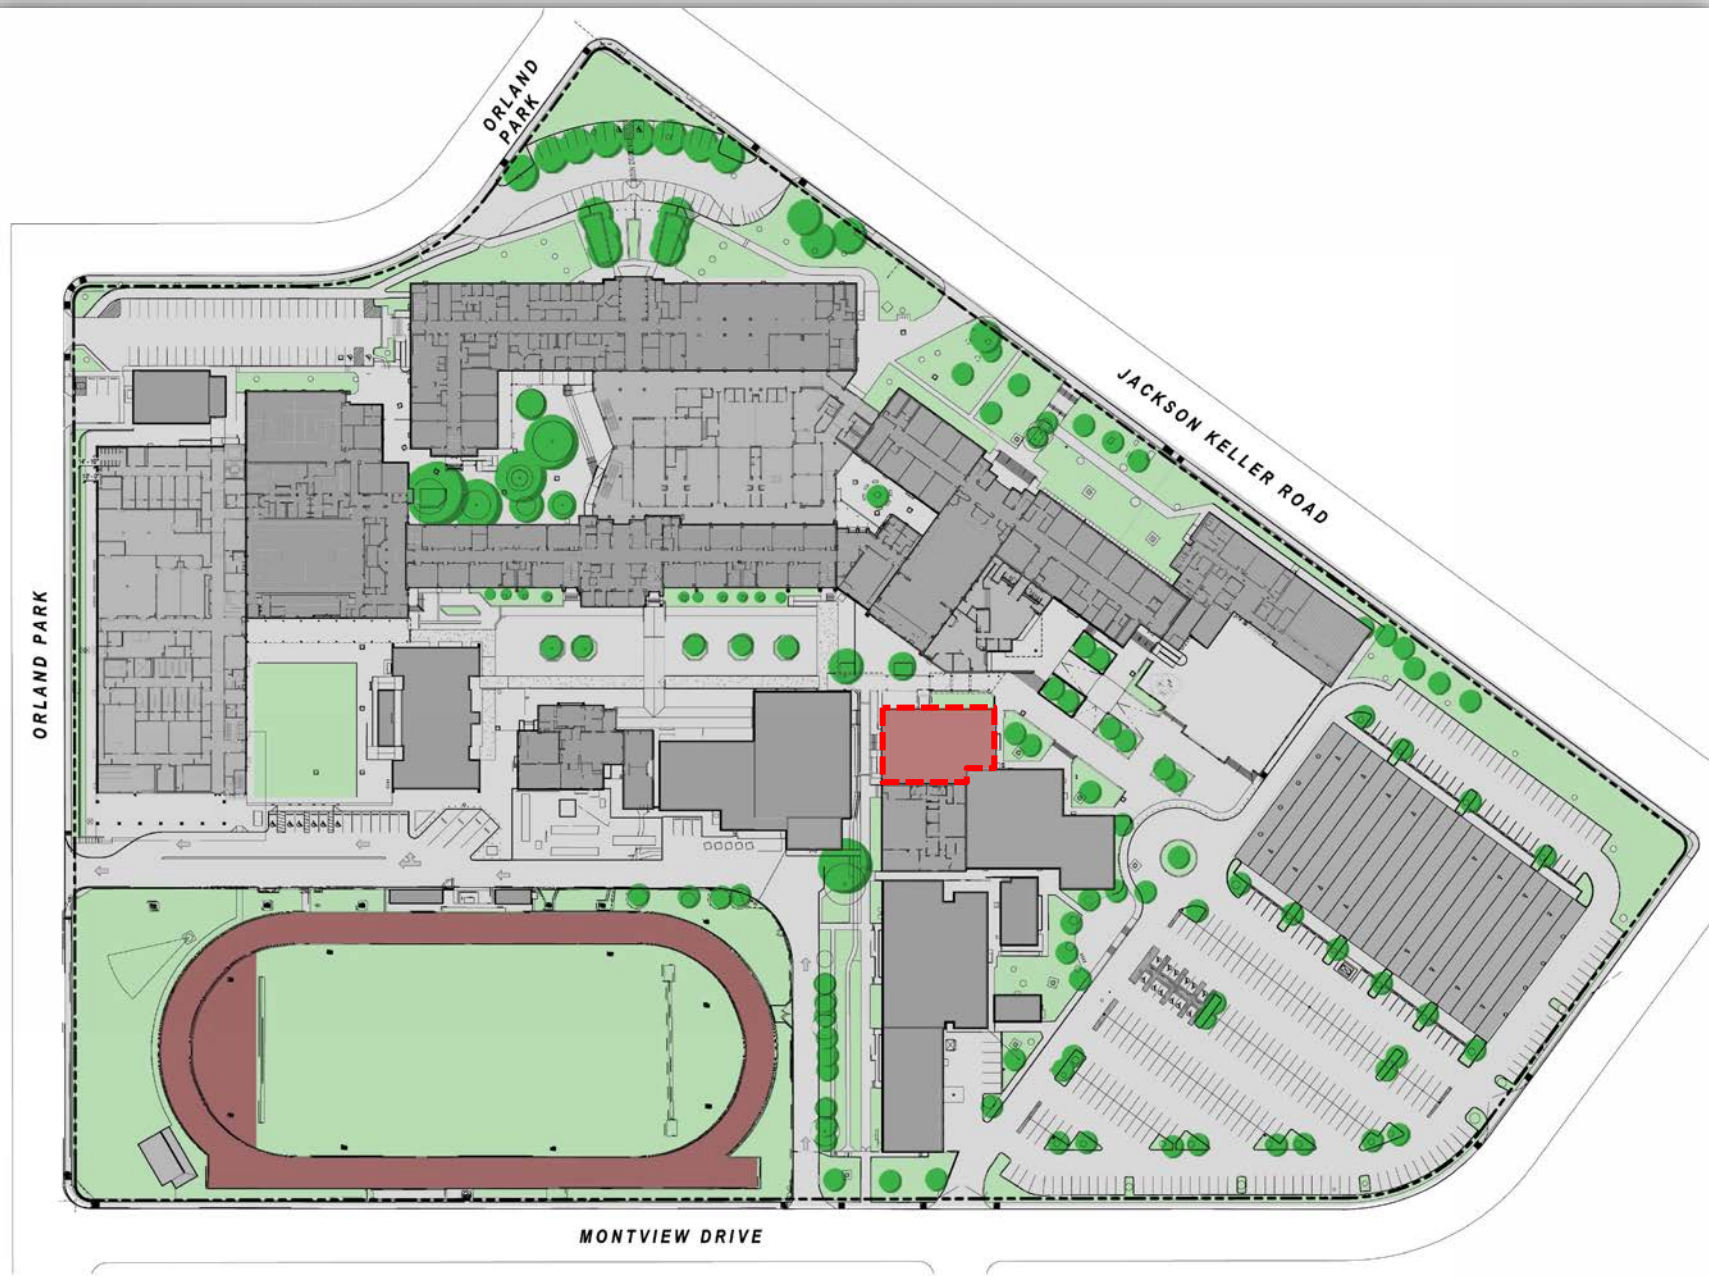 ORLAND
PARK
JACKSON KELLER ROAD
ORLAND PARK
MONTVIEW DRIVE